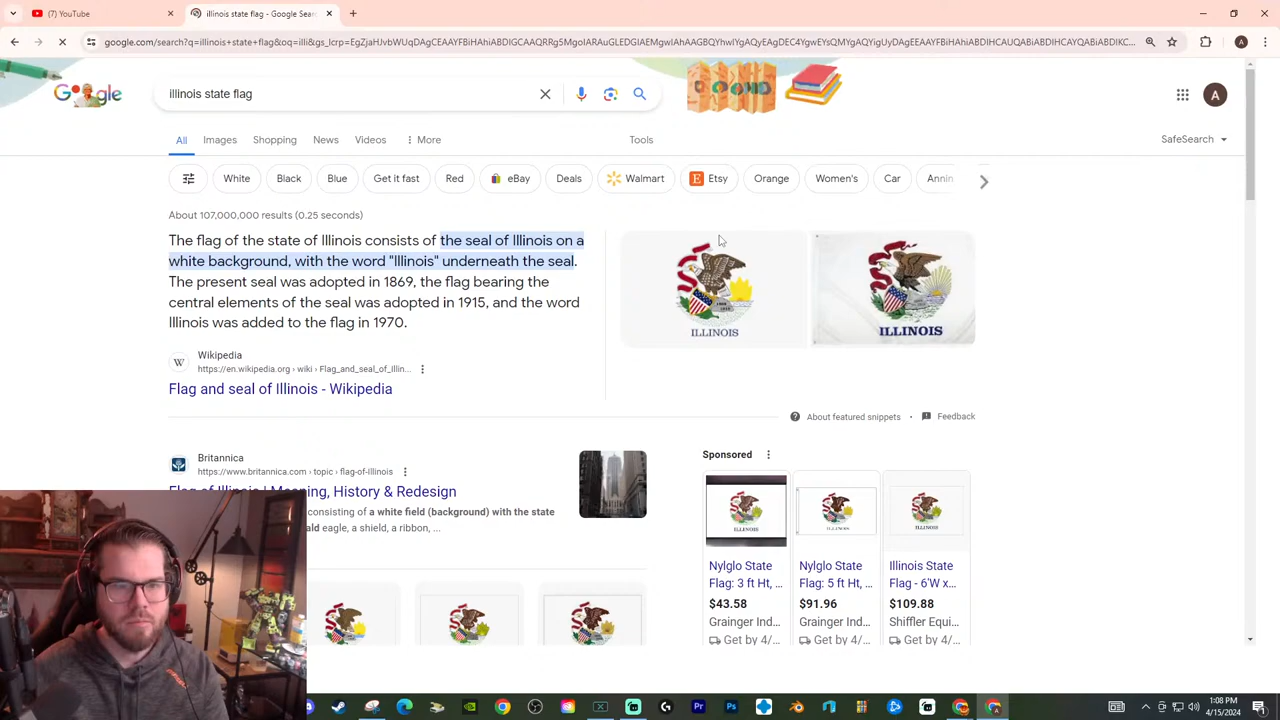 (7) YouTube
illinois state flag - Google Sear
google.com/search?q=illinois+state+flag&oq=illi&gs_lcrp=
illinois state flag
SafeSearch
All Images Shopping News Videos More Tools
White Black Blue Get it fast Red eBay Deals Walmart Etsy Orange Women's Car Annin
About 107,000,000 results (0.25 seconds)
The flag of the state of Illinois consists of the seal of Illinois on a
white background, with the word "Illinois" underneath the seal.
The present seal was adopted in 1869, the flag bearing the
central elements of the seal was adopted in 1915, and the word
Illinois was added to the flag in 1970.
ILLINOIS
ILLINOIS
Wikipedia
https://en.wikipedia.org › wiki › Flag_and_seal_of_Illin...
Flag and seal of Illinois - Wikipedia
About featured snippets • Feedback
Britannica
https://www.britannica.com › topic › flag-of-Illinois
Flag of Illinois | Meaning, History & Redesign
consisting of a white field (background) with the state
eagle, a shield, a ribbon, ...
Sponsored
ILLINOIS
ILLINOIS
ILLINOIS
Nylglo State
Flag: 3 ft Ht, ...
$43.58
Grainger Ind...
Get by 4/...
Nylglo State
Flag: 5 ft Ht, ...
$91.96
Grainger Ind...
Get by 4/...
Illinois State
Flag - 6'W x...
$109.88
Shiffler Equi...
Get by 4/...
1:08 PM
4/15/2024